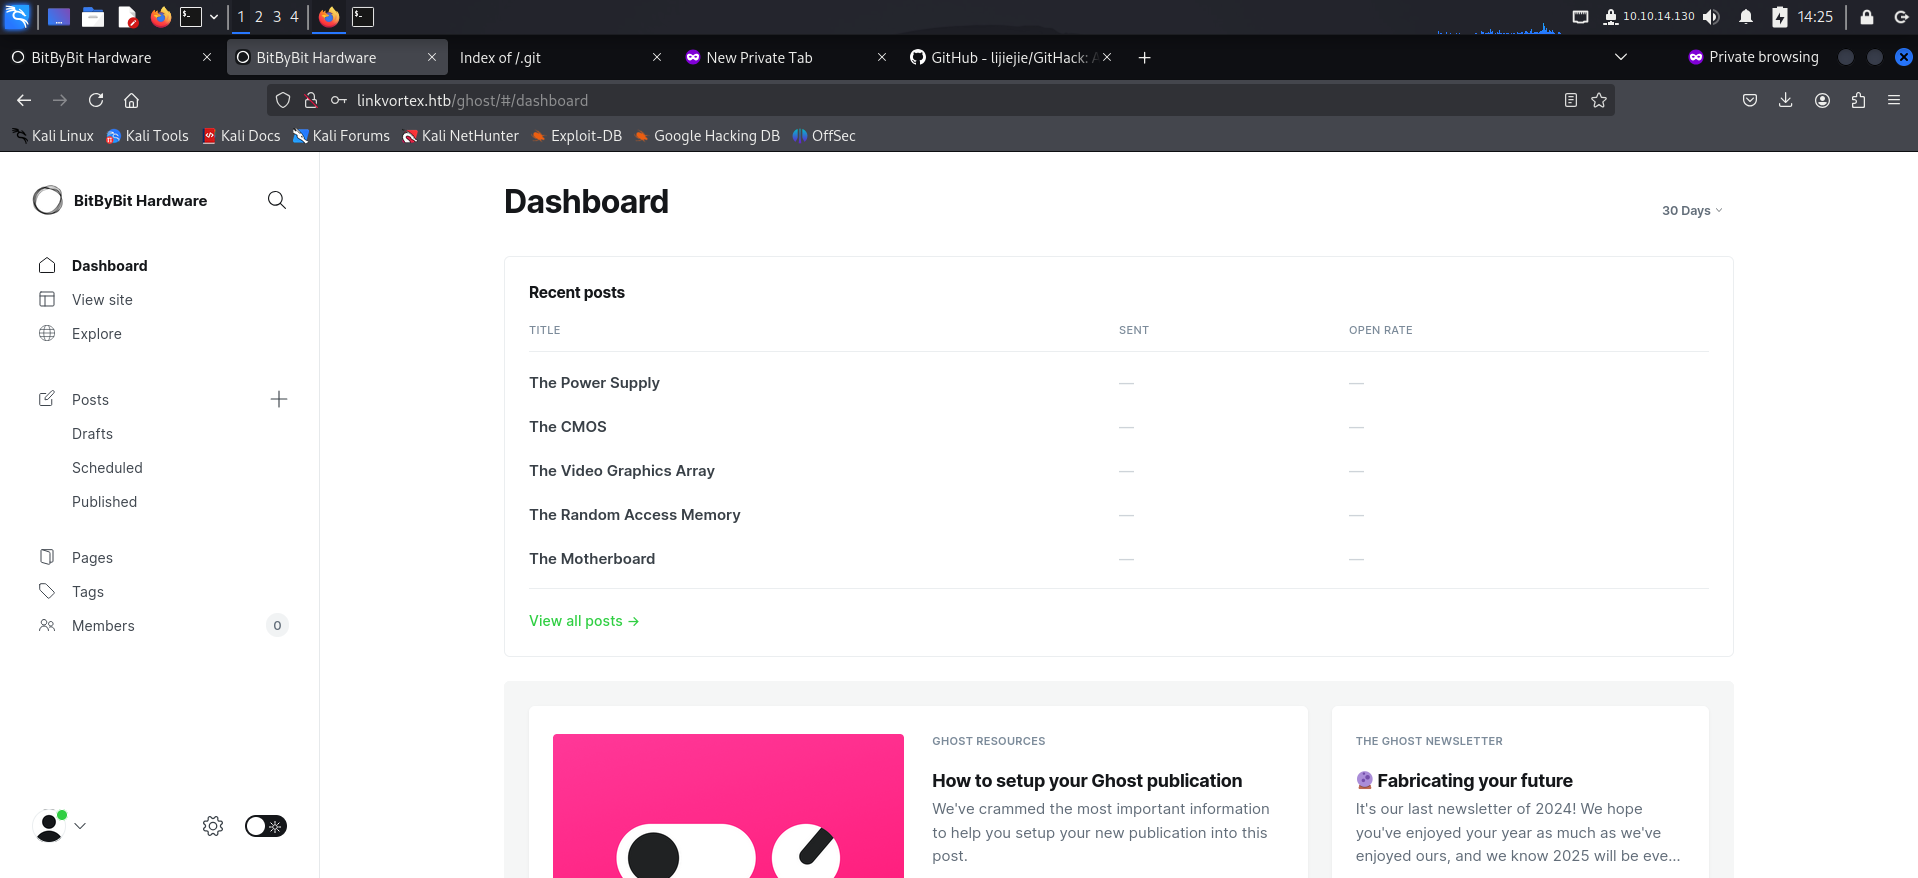 1 2 3 4 10.10.14.130 14:25
BitByBit Hardware BitByBit Hardware Index of /.git New Private Tab GitHub - lijiejie/GitHack: A Private browsing
linkvortex.htb/ghost/#/dashboard
Kali Linux Kali Tools Kali Docs Kali Forums Kali NetHunter Exploit-DB Google Hacking DB OffSec
BitByBit Hardware
Dashboard
View site
Explore
Posts
Drafts
Scheduled
Published
Pages
Tags
Members 0
Dashboard
30 Days
Recent posts
TITLE SENT OPEN RATE
The Power Supply — —
The CMOS — —
The Video Graphics Array — —
The Random Access Memory — —
The Motherboard — —
View all posts →
GHOST RESOURCES
How to setup your Ghost publication
We've crammed the most important information
to help you setup your new publication into this
post.
THE GHOST NEWSLETTER
🔮 Fabricating your future
It's our last newsletter of 2024! We hope
you've enjoyed your year as much as we've
enjoyed ours, and we know 2025 will be eve...